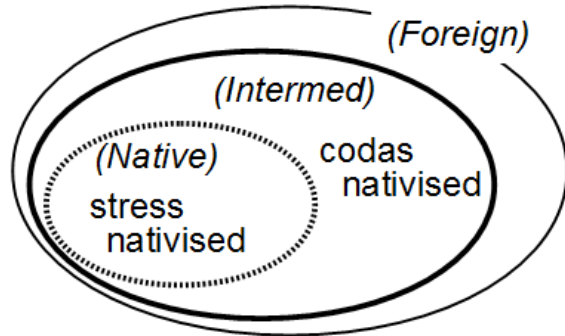 (Foreign)
(Intermed)
(Native)
codas
nativised
stress
nativised